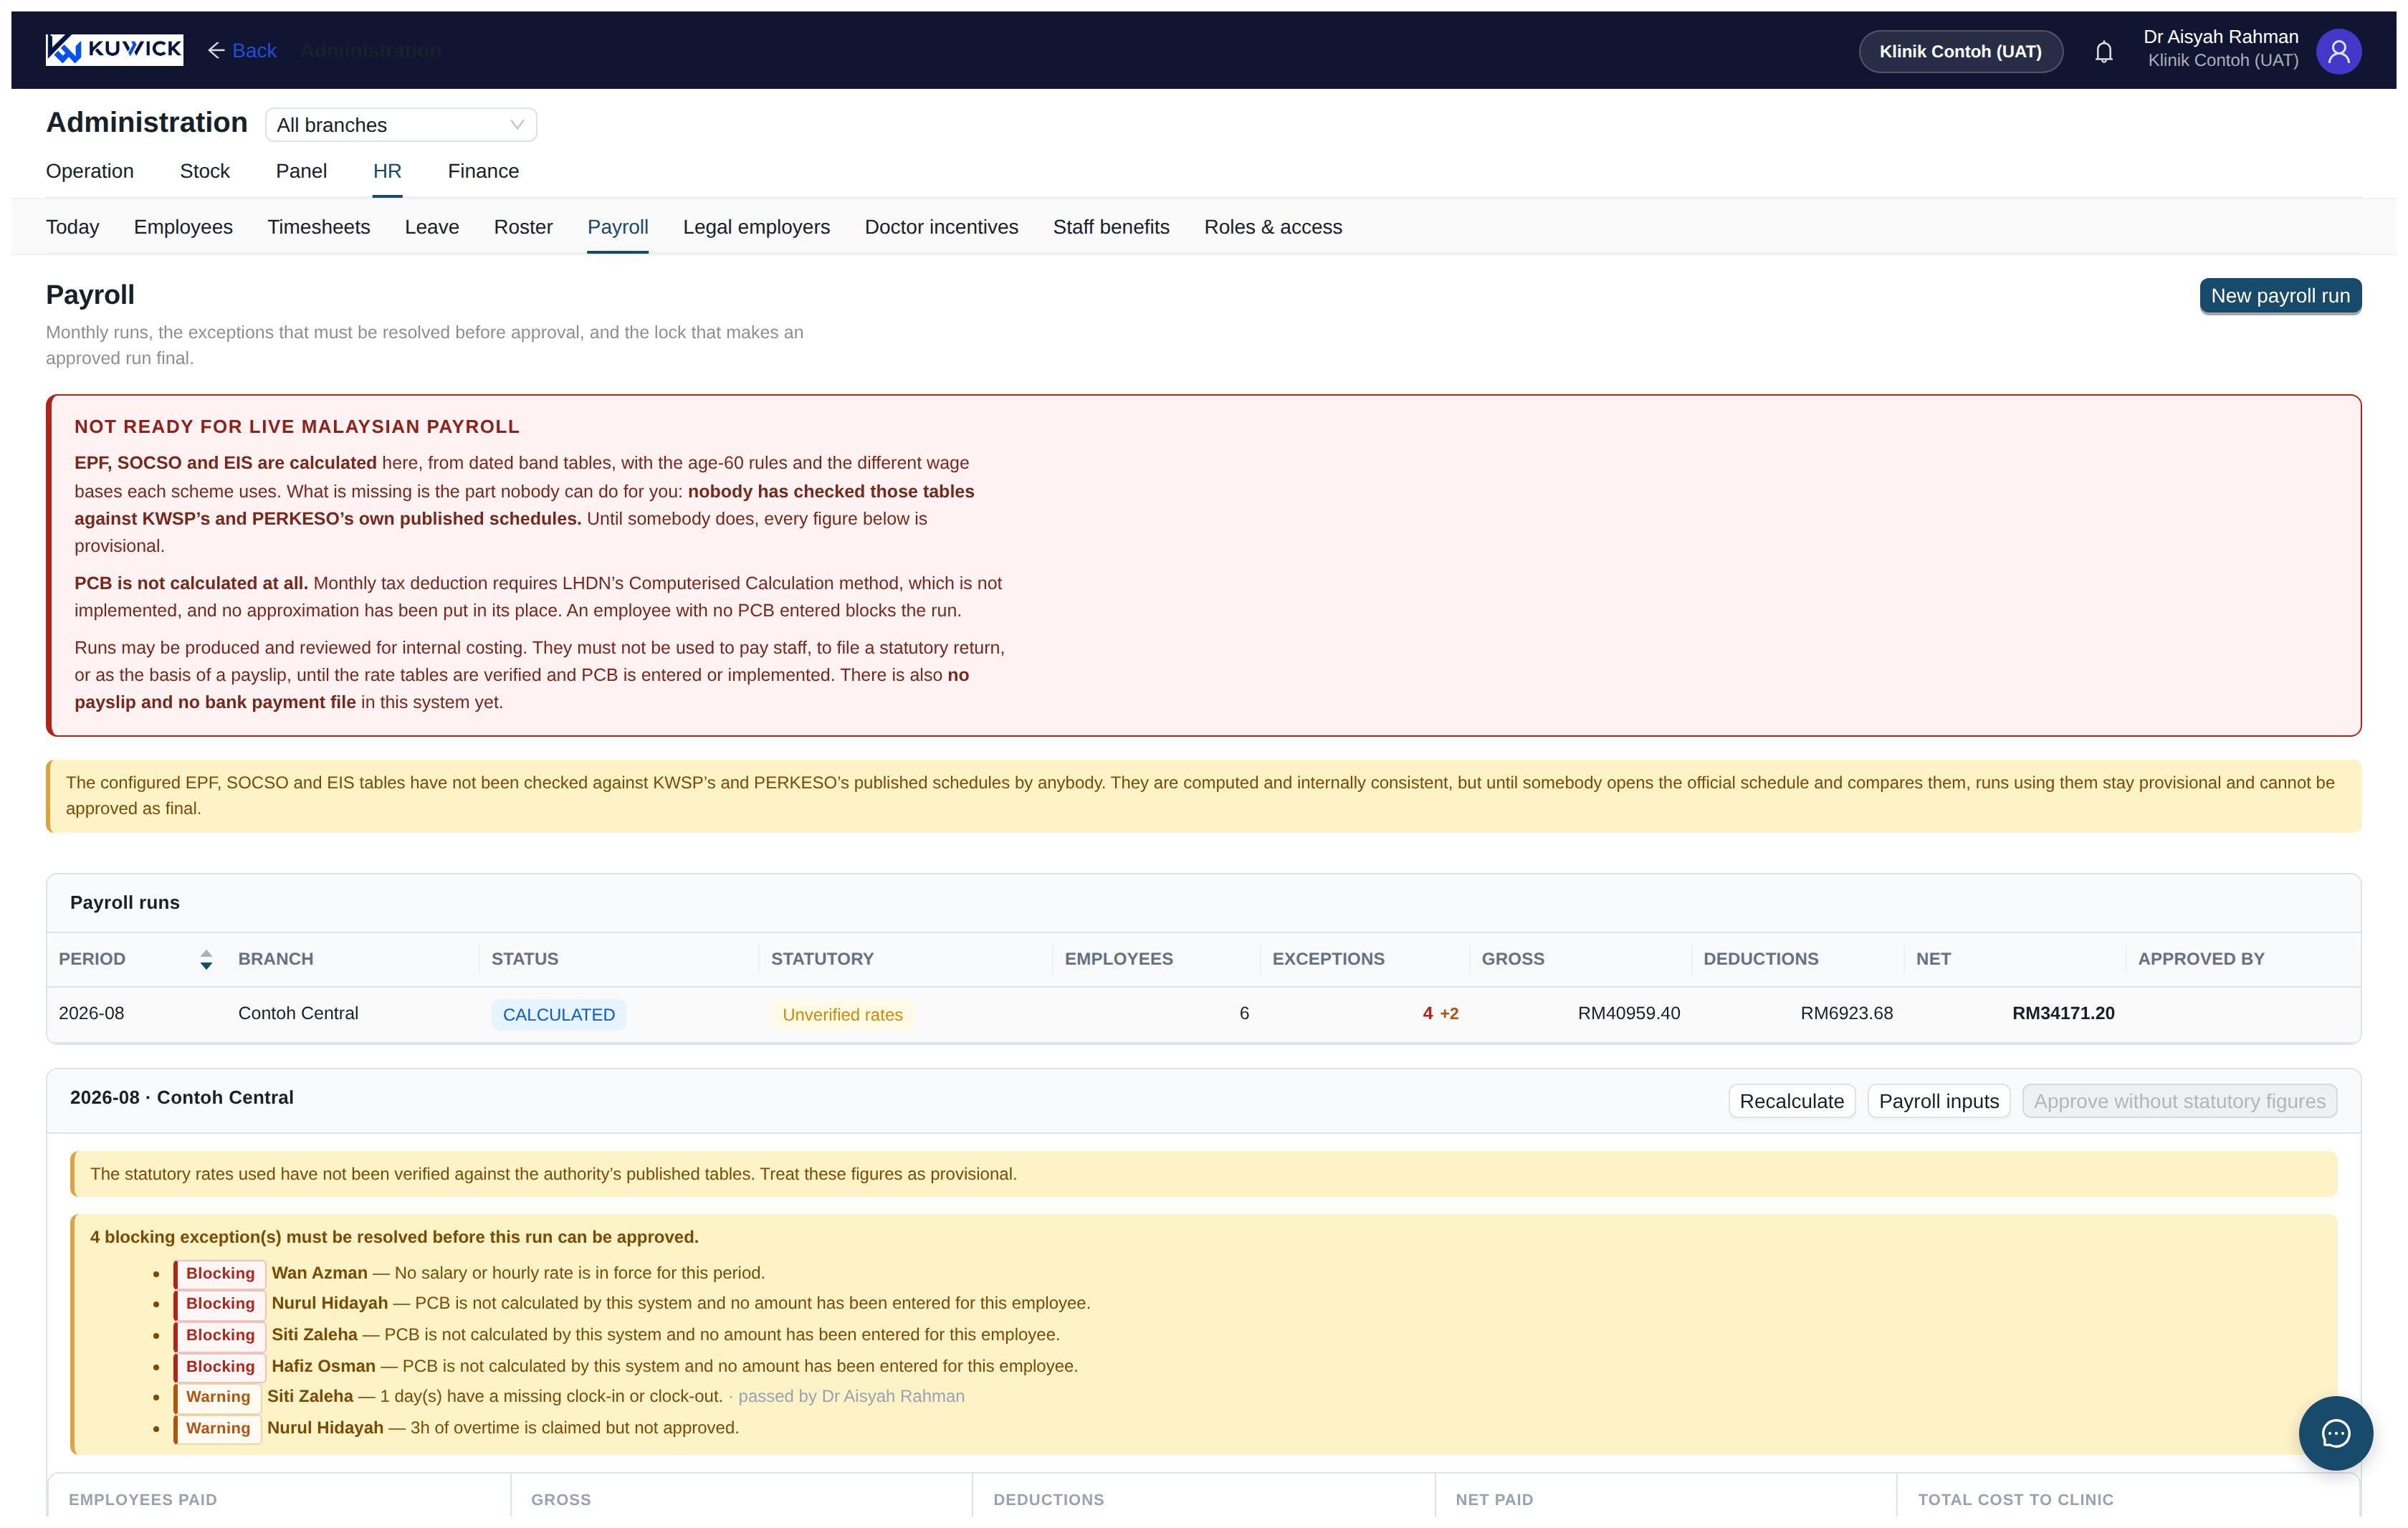 KUWICK
Back
Administration
Klinik Contoh (UAT)
Dr Aisyah Rahman
Klinik Contoh (UAT)
Administration
All branches
Operation Stock Panel HR Finance
Today Employees Timesheets Leave Roster Payroll Legal employers Doctor incentives Staff benefits Roles & access
Payroll
New payroll run
Monthly runs, the exceptions that must be resolved before approval, and the lock that makes an
approved run final.
NOT READY FOR LIVE MALAYSIAN PAYROLL
EPF, SOCSO and EIS are calculated here, from dated band tables, with the age-60 rules and the different wage
bases each scheme uses. What is missing is the part nobody can do for you: nobody has checked those tables
against KWSP’s and PERKESO’s own published schedules. Until somebody does, every figure below is
provisional.
PCB is not calculated at all. Monthly tax deduction requires LHDN’s Computerised Calculation method, which is not
implemented, and no approximation has been put in its place. An employee with no PCB entered blocks the run.
Runs may be produced and reviewed for internal costing. They must not be used to pay staff, to file a statutory return,
or as the basis of a payslip, until the rate tables are verified and PCB is entered or implemented. There is also no
payslip and no bank payment file in this system yet.
The configured EPF, SOCSO and EIS tables have not been checked against KWSP’s and PERKESO’s published schedules by anybody. They are computed and internally consistent, but until somebody opens the official schedule and compares them, runs using them stay provisional and cannot be
approved as final.
Payroll runs
PERIOD BRANCH STATUS STATUTORY EMPLOYEES EXCEPTIONS GROSS DEDUCTIONS NET APPROVED BY
2026-08 Contoh Central CALCULATED Unverified rates 6 4 +2 RM40959.40 RM6923.68 RM34171.20
2026-08 · Contoh Central
Recalculate Payroll inputs Approve without statutory figures
The statutory rates used have not been verified against the authority’s published tables. Treat these figures as provisional.
4 blocking exception(s) must be resolved before this run can be approved.
• Blocking Wan Azman — No salary or hourly rate is in force for this period.
• Blocking Nurul Hidayah — PCB is not calculated by this system and no amount has been entered for this employee.
• Blocking Siti Zaleha — PCB is not calculated by this system and no amount has been entered for this employee.
• Blocking Hafiz Osman — PCB is not calculated by this system and no amount has been entered for this employee.
• Warning Siti Zaleha — 1 day(s) have a missing clock-in or clock-out. · passed by Dr Aisyah Rahman
• Warning Nurul Hidayah — 3h of overtime is claimed but not approved.
EMPLOYEES PAID GROSS DEDUCTIONS NET PAID TOTAL COST TO CLINIC